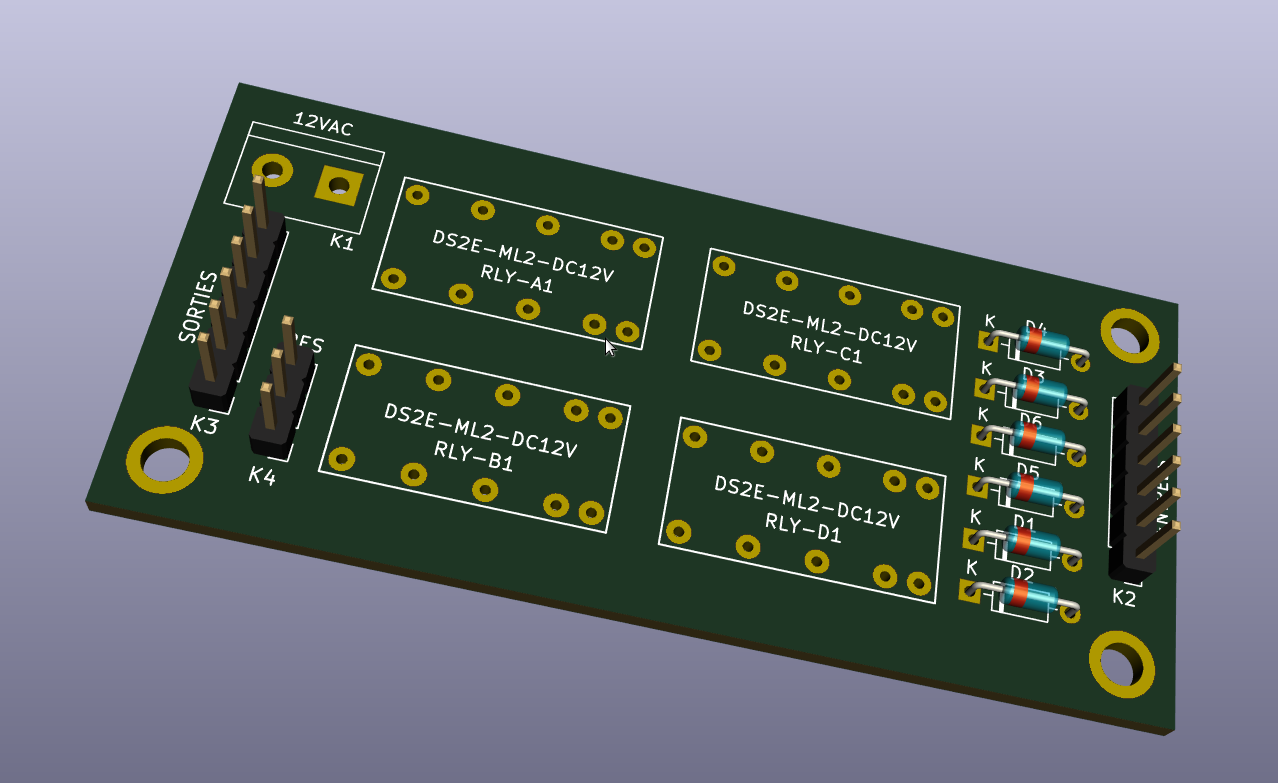 12VAC
K1
SORTIES
K3
K4
DS2E-ML2-DC12V
RLY-A1
DS2E-ML2-DC12V
RLY-B1
DS2E-ML2-DC12V
RLY-C1
DS2E-ML2-DC12V
RLY-D1
K D4
K D3
K D6
K D5
K D1
K D2
K2